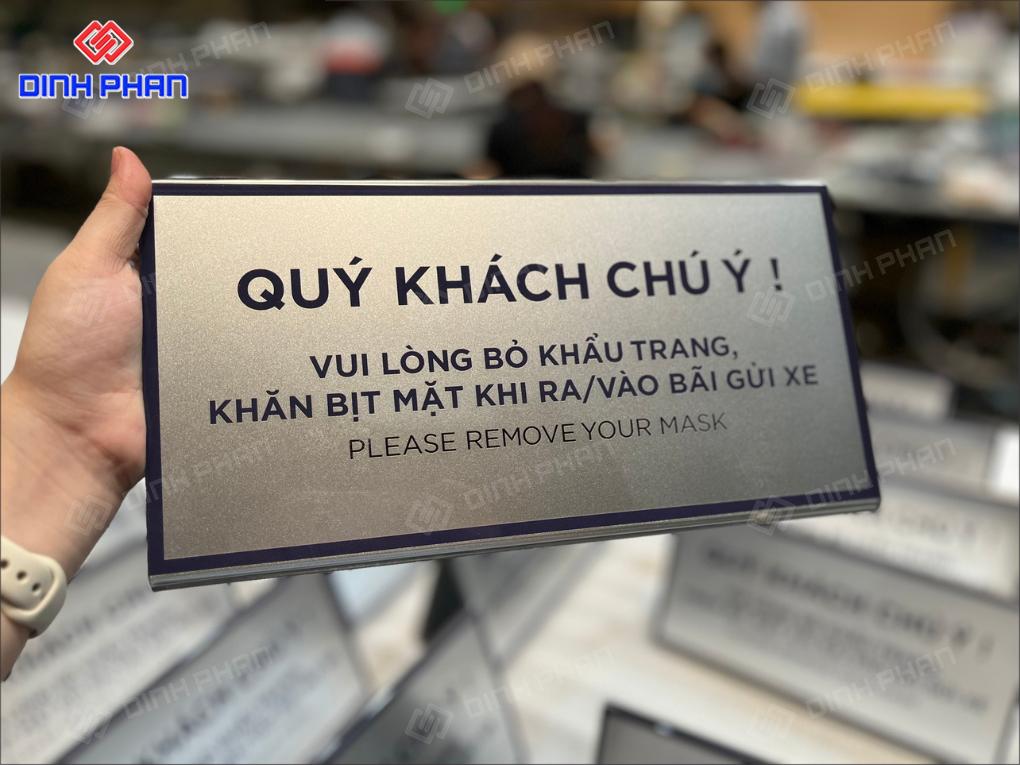 DINH PHAN
QUÝ KHÁCH CHÚ Ý !
VUI LÒNG BỎ KHẨU TRANG,
KHĂN BỊT MẶT KHI RA/VÀO BÃI GỬI XE
PLEASE REMOVE YOUR MASK